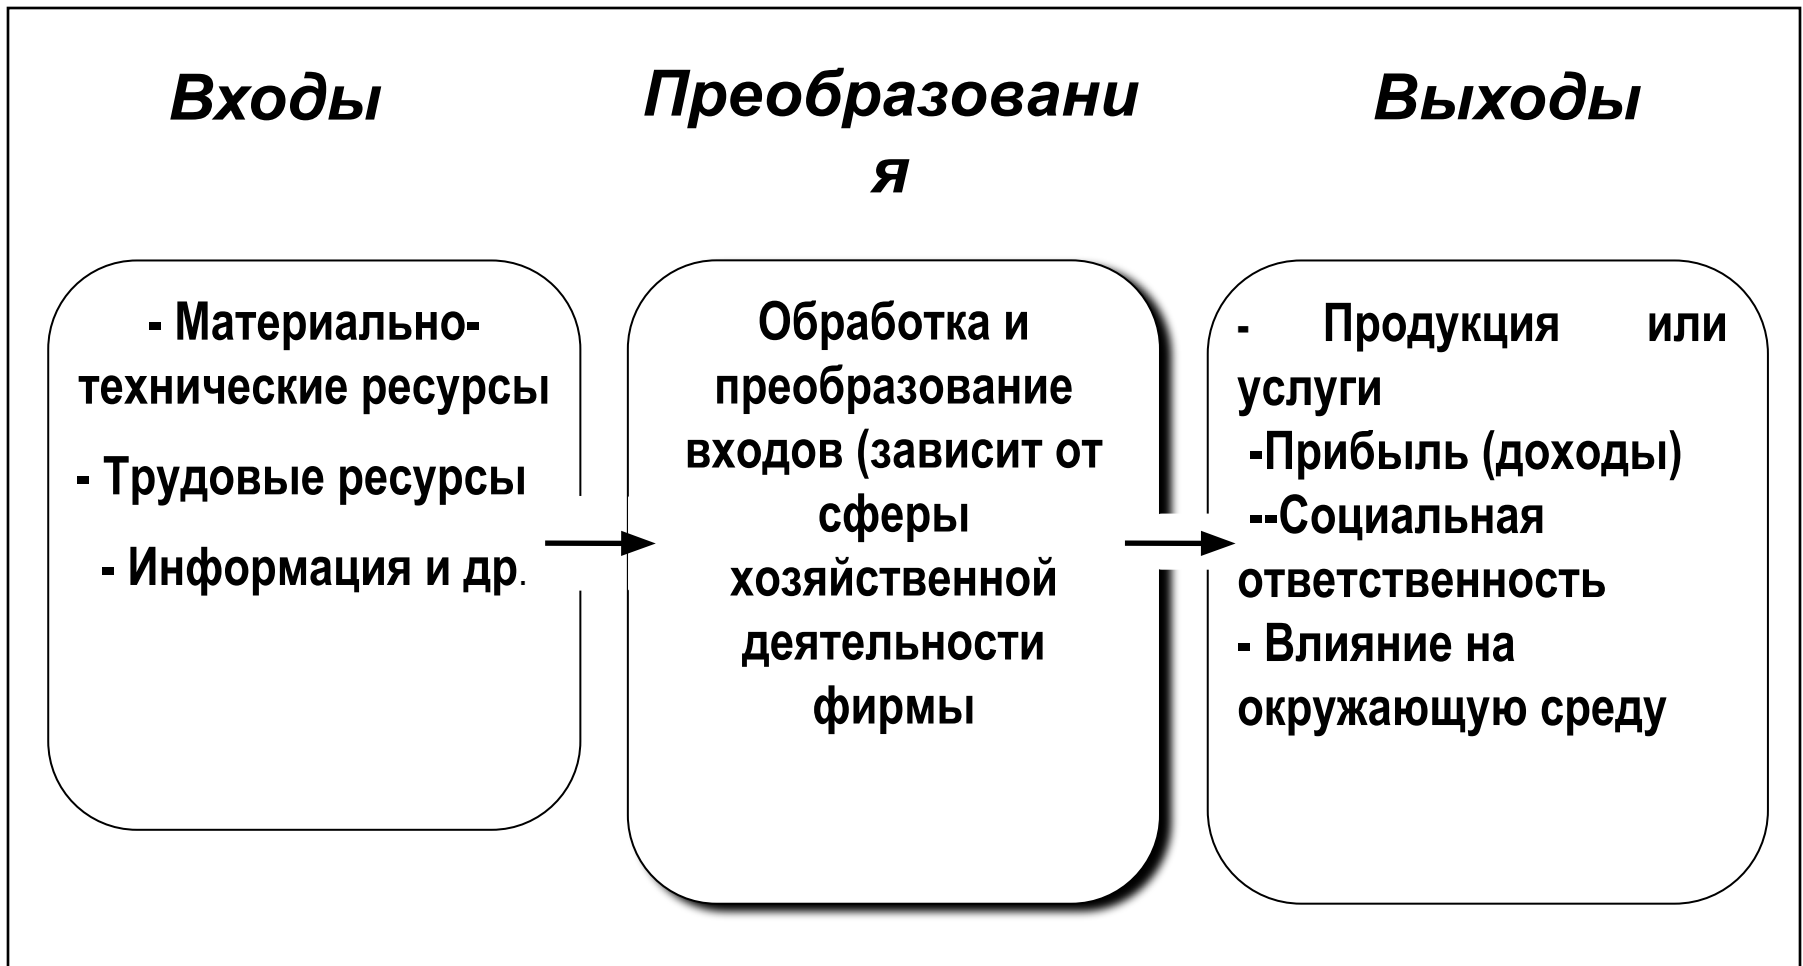 Входы
Преобразовани
я
Выходы
- Материально-
технические ресурсы
- Трудовые ресурсы
- Информация и др.
Обработка и
преобразование
входов (зависит от
сферы
хозяйственной
деятельности
фирмы
- Продукция или
услуги
-Прибыль (доходы)
--Социальная
ответственность
- Влияние на
окружающую среду